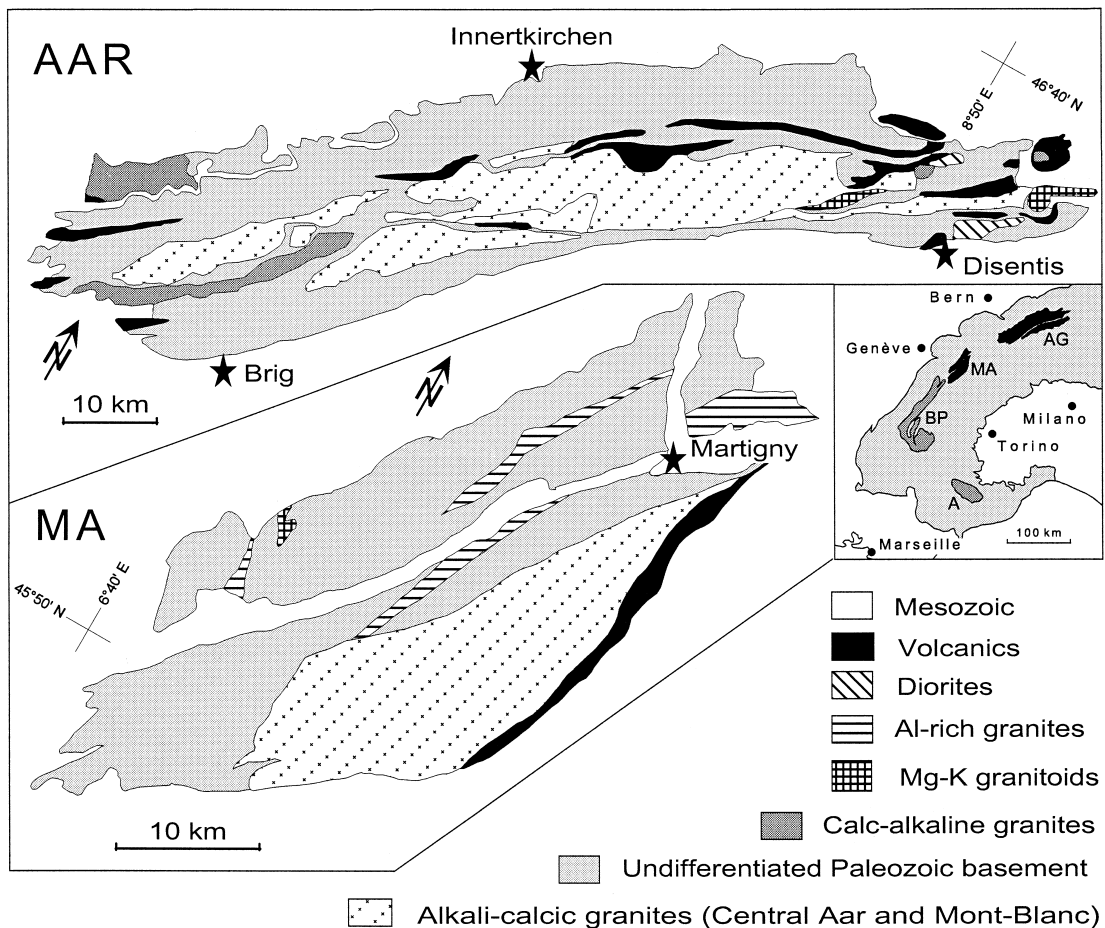 AAR
Innertkirchen
8°50' E
46°40' N
Disentis
N
Brig
10 km
N
Martigny
MA
45°50' N
6°40' E
10 km
Bern
AG
Genève
MA
BP
Milano
Torino
A
100 km
Marseille
Mesozoic
Volcanics
Diorites
Al-rich granites
Mg-K granitoids
Calc-alkaline granites
Undifferentiated Paleozoic basement
Alkali-calcic granites (Central Aar and Mont-Blanc)